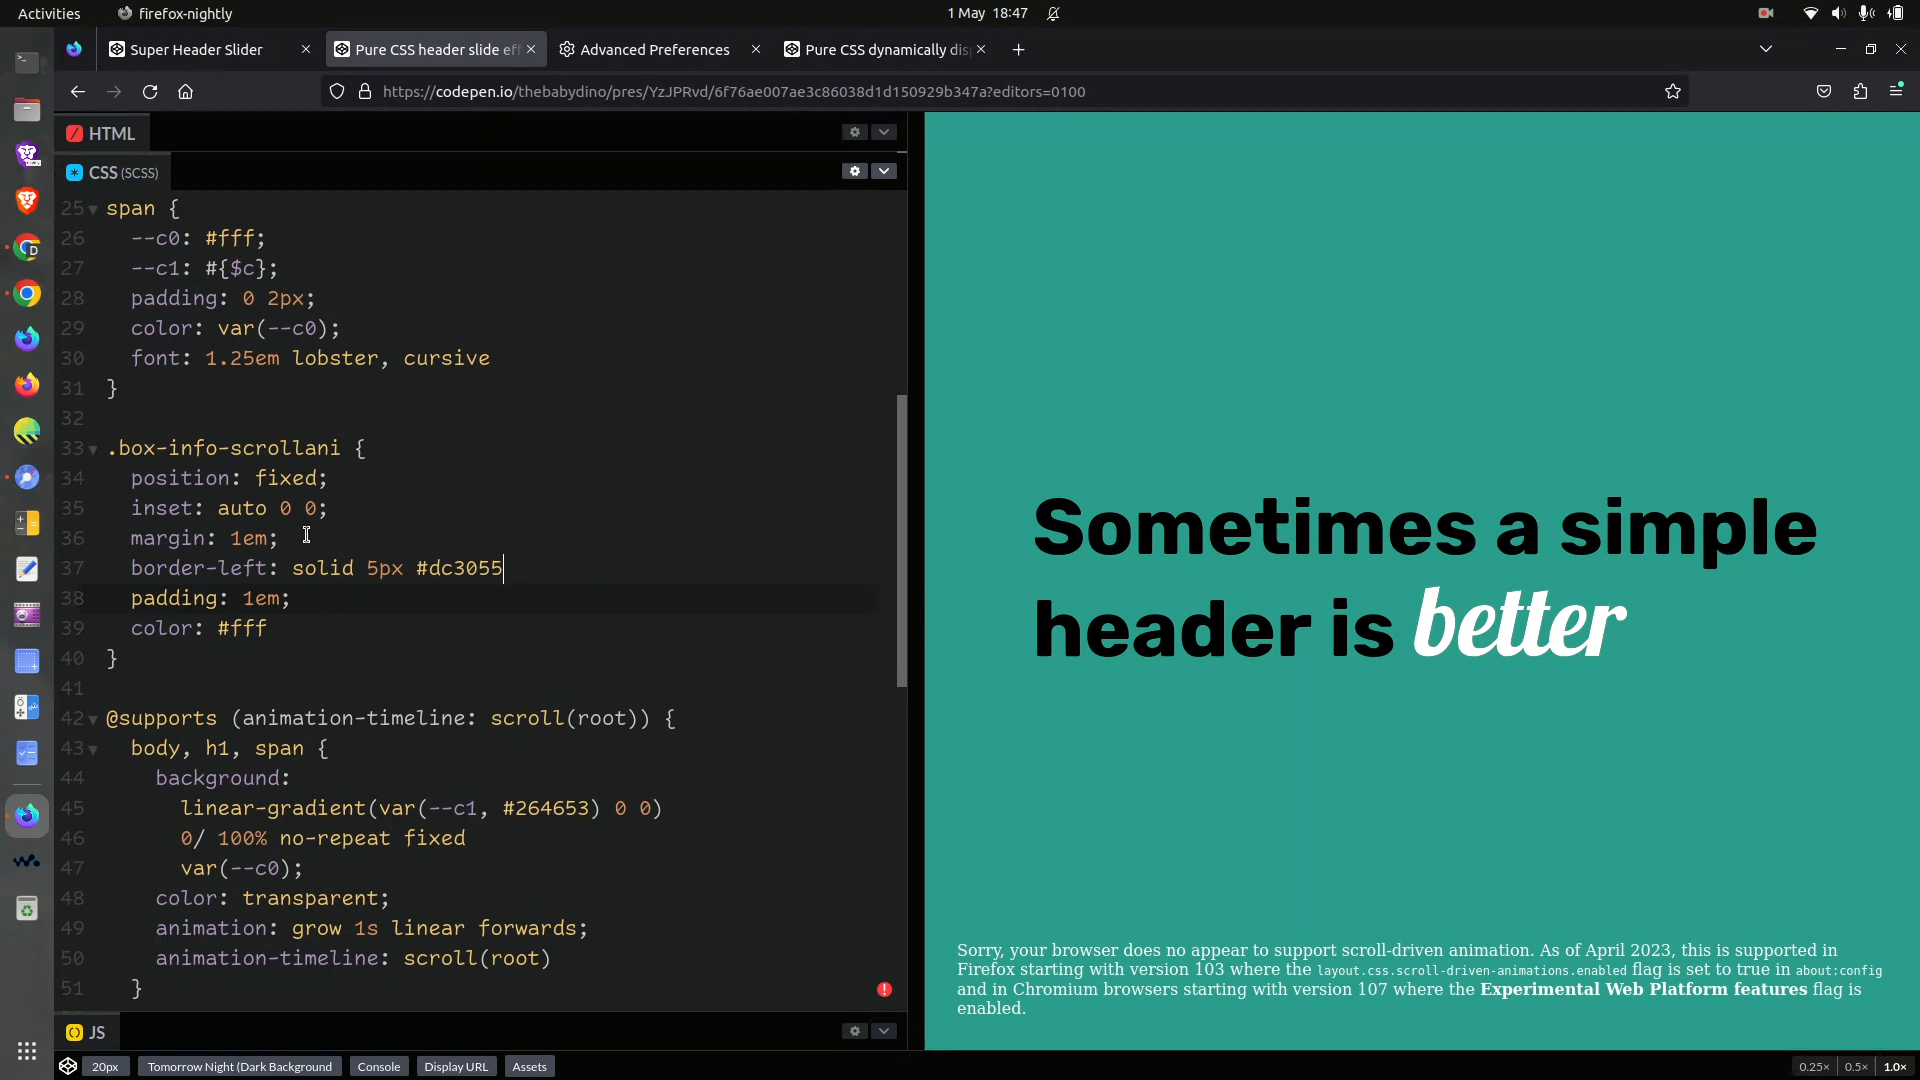 Activities
firefox-nightly
1 May 18:47
Super Header Slider
Pure CSS header slide eff
Advanced Preferences
Pure CSS dynamically dis
https://codepen.io/thebabydino/pres/YzJPRvd/6f76ae007ae3c86038d1d150929b347a?editors=0100
HTML
CSS (SCSS)
25 span {
26 --c0: #fff;
27 --c1: #{$c};
28 padding: 0 2px;
29 color: var(--c0);
30 font: 1.25em lobster, cursive
31 }
32
33 .box-info-scrollani {
34 position: fixed;
35 inset: auto 0 0;
36 margin: 1em;
37 border-left: solid 5px #dc3055
38 padding: 1em;
39 color: #fff
40 }
41
42 @supports (animation-timeline: scroll(root)) {
43 body, h1, span {
44 background:
45 linear-gradient(var(--c1, #264653) 0 0)
46 0/ 100% no-repeat fixed
47 var(--c0);
48 color: transparent;
49 animation: grow 1s linear forwards;
50 animation-timeline: scroll(root)
51 }
JS
20px
Tomorrow Night (Dark Background
Console
Display URL
Assets
Sometimes a simple
header is better
Sorry, your browser does no appear to support scroll-driven animation. As of April 2023, this is supported in
Firefox starting with version 103 where the layout.css.scroll-driven-animations.enabled flag is set to true in about:config
and in Chromium browsers starting with version 107 where the Experimental Web Platform features flag is
enabled.
0.25×
0.5×
1.0×